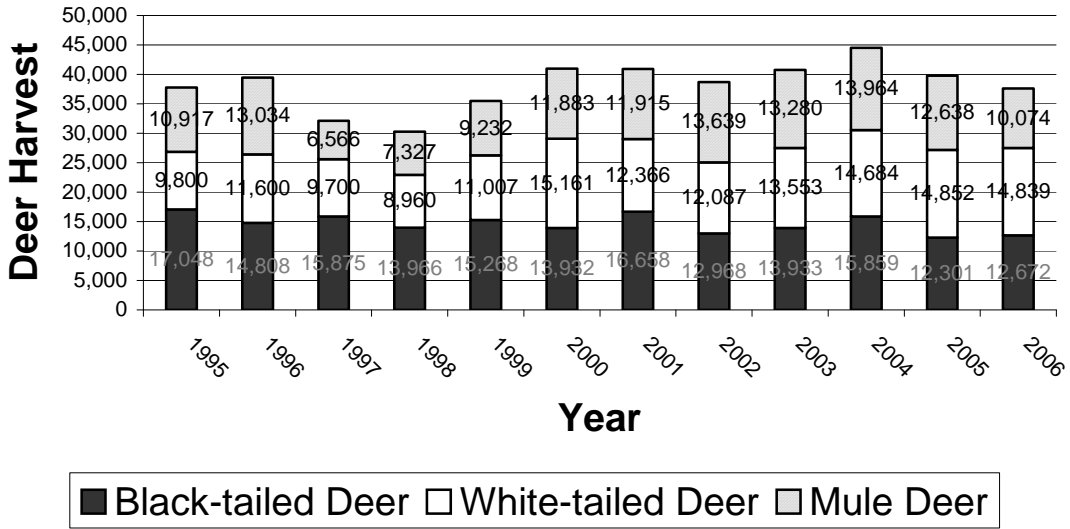 Deer Harvest
50,000
45,000
40,000
35,000
30,000
25,000
20,000
15,000
10,000
5,000
0
10,917 13,034 6,566 7,327 9,232 11,883 11,915 13,639 13,280 13,964 12,638 10,074
9,800 11,600 9,700 8,960 11,007 15,161 12,366 12,087 13,553 14,684 14,852 14,839
17,048 14,808 15,875 13,966 15,268 13,932 16,658 12,968 13,933 15,859 12,301 12,672
1995 1996 1997 1998 1999 2000 2001 2002 2003 2004 2005 2006
Year
Black-tailed Deer White-tailed Deer Mule Deer